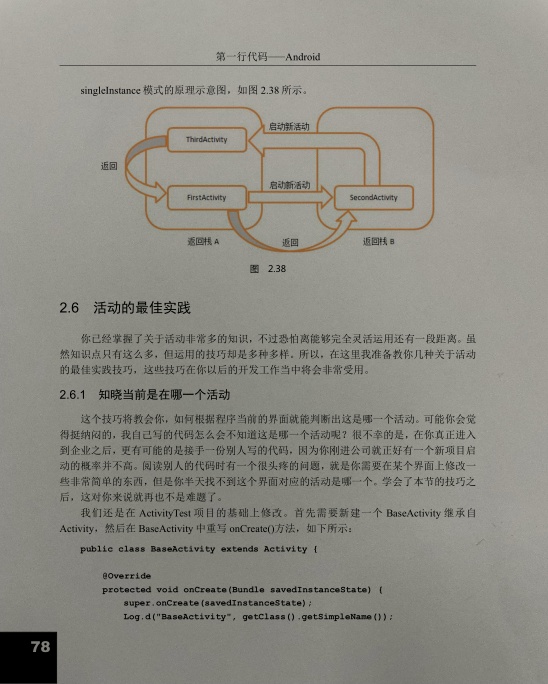 第一行代码——Android
singleInstance 模式的原理示意图，如图 2.38 所示。
启动新活动
ThirdActivity
返回
启动新活动
FirstActivity
SecondActivity
返回栈 A
返回
返回栈 B
图 2.38
2.6 活动的最佳实践
你已经掌握了关于活动非常多的知识，不过恐怕离能够完全灵活运用还有一段距离。虽
然知识点只有这么多，但运用的技巧却是多种多样。所以，在这里我准备教你几种关于活动
的最佳实践技巧，这些技巧在你以后的开发工作当中将会非常受用。
2.6.1 知晓当前是在哪一个活动
这个技巧将教会你，如何根据程序当前的界面就能判断出这是哪一个活动。可能你会觉
得挺纳闷的，我自己写的代码怎么会不知道这是哪一个活动呢？很不幸的是，在你真正进入
到企业之后，更有可能的是接手一份别人写的代码，因为你刚进公司就正好有一个新项目启
动的概率并不高。阅读别人的代码时有一个很头疼的问题，就是你需要在某个界面上修改一
些非常简单的东西，但是你半天找不到这个界面对应的活动是哪一个。学会了本节的技巧之
后，这对你来说就再也不是难题了。
我们还是在 ActivityTest 项目的基础上修改。首先需要新建一个 BaseActivity 继承自
Activity，然后在 BaseActivity 中重写 onCreate()方法，如下所示：
public class BaseActivity extends Activity {
@Override
protected void onCreate(Bundle savedInstanceState) {
super.onCreate(savedInstanceState);
Log.d("BaseActivity", getClass().getSimpleName());
78